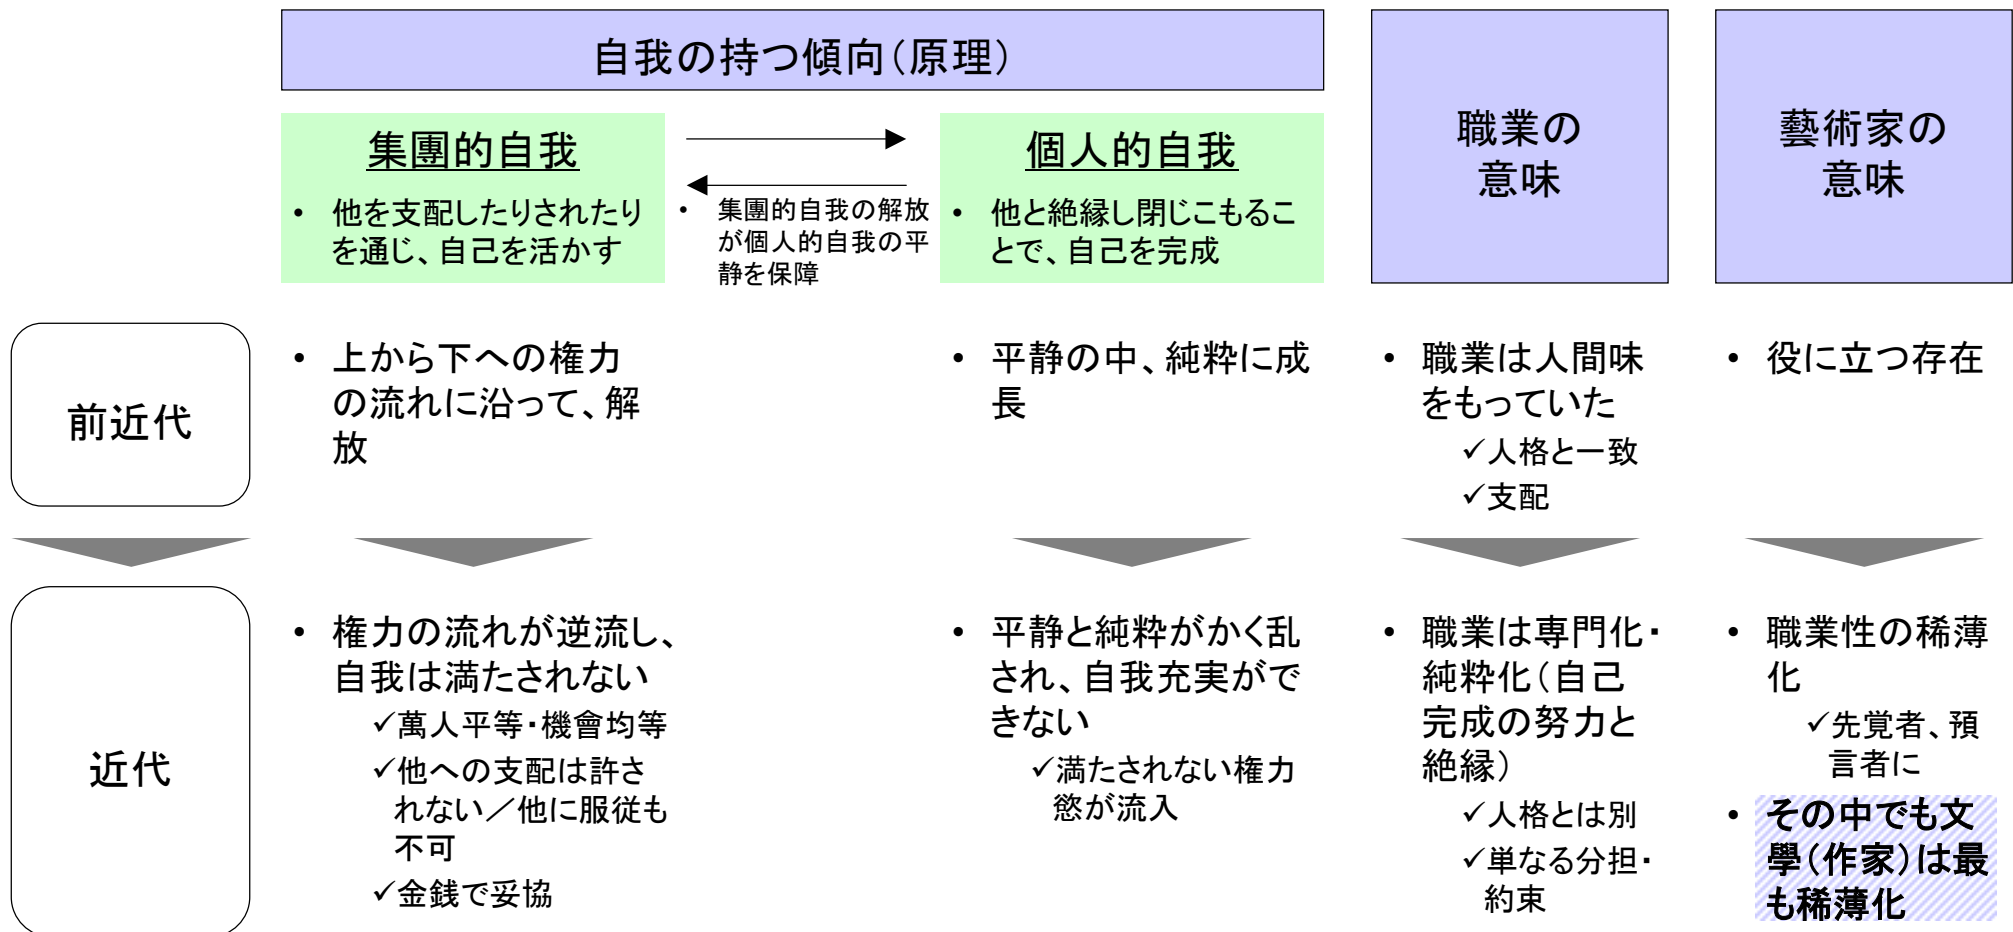 自我の持つ傾向（原理）
職業の
意味
藝術家の
意味
集團的自我
• 他を支配したりされたり
を通じ、自己を活かす
• 集團的自我の解放
が個人的自我の平
静を保障
個人的自我
• 他と絶縁し閉じこもるこ
とで、自己を完成
前近代
• 上から下への権力
の流れに沿って、解
放
• 平静の中、純粋に成
長
• 職業は人間味
をもっていた
✓人格と一致
✓支配
• 役に立つ存在
近代
• 権力の流れが逆流し、
自我は満たされない
✓萬人平等・機會均等
✓他への支配は許さ
れない／他に服従も
不可
✓金銭で妥協
• 平静と純粋がかく乱
され、自我充実がで
きない
✓満たされない権力
慾が流入
• 職業は専門化・
純粋化（自己
完成の努力と
絶縁）
✓人格とは別
✓単なる分担・
約束
• 職業性の稀薄
化
✓先覚者、預
言者に
• その中でも文
學（作家）は最
も稀薄化